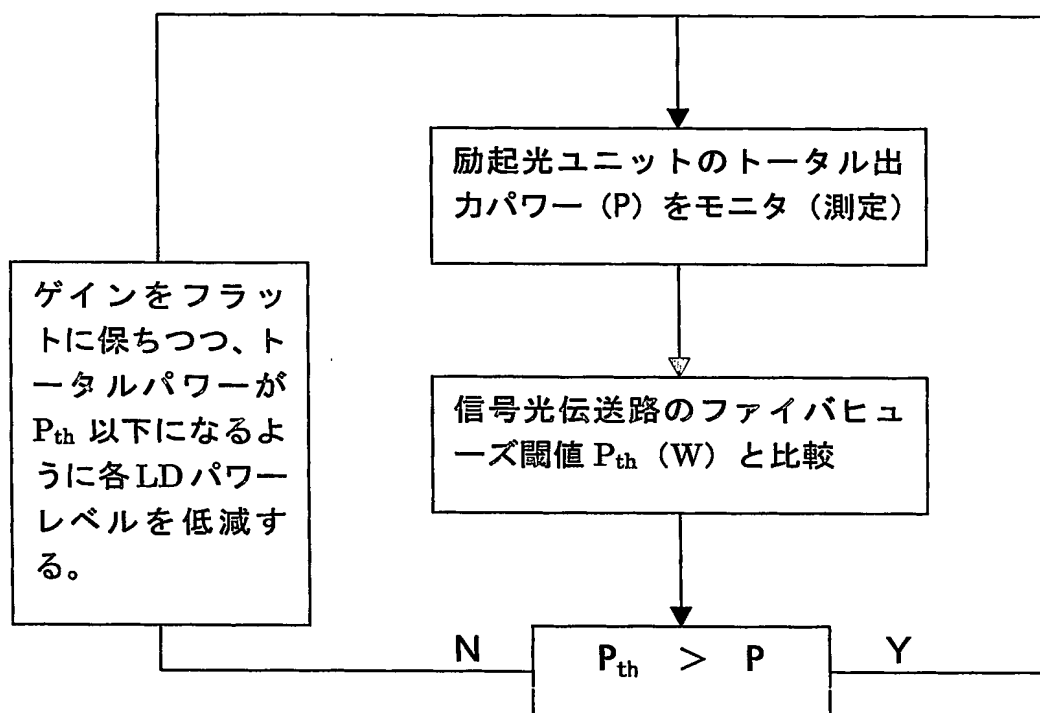 励起光ユニットのトータル出
力パワー（P）をモニタ（測定）
ゲインをフラッ
トに保ちつつ、ト
ータルパワーが
Pth 以下になるよ
うに各LDパワー
レベルを低減す
る。
信号光伝送路のファイバヒュ
ーズ閾値 Pth（W）と比較
N
Pth > P
Y